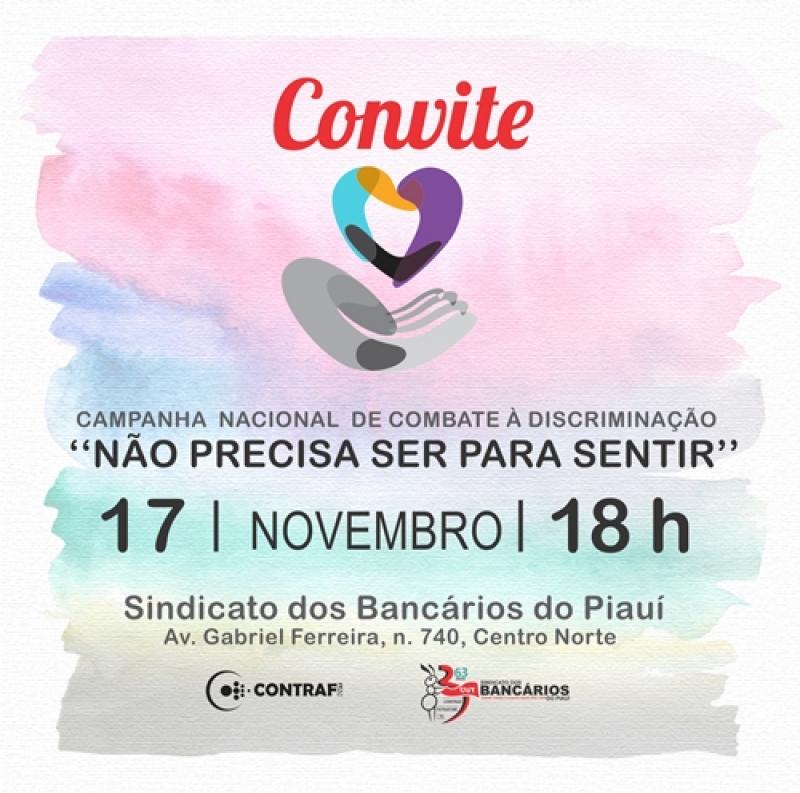 Convite
CAMPANHA NACIONAL DE COMBATE À DISCRIMINAÇÃO
“NÃO PRECISA SER PARA SENTIR”
17 | NOVEMBRO | 18 h
Sindicato dos Bancários do Piauí
Av. Gabriel Ferreira, n. 740, Centro Norte
CONTRAF
63
CUT
SINDICATO DOS
BANCÁRIOS
DO PIAUÍ